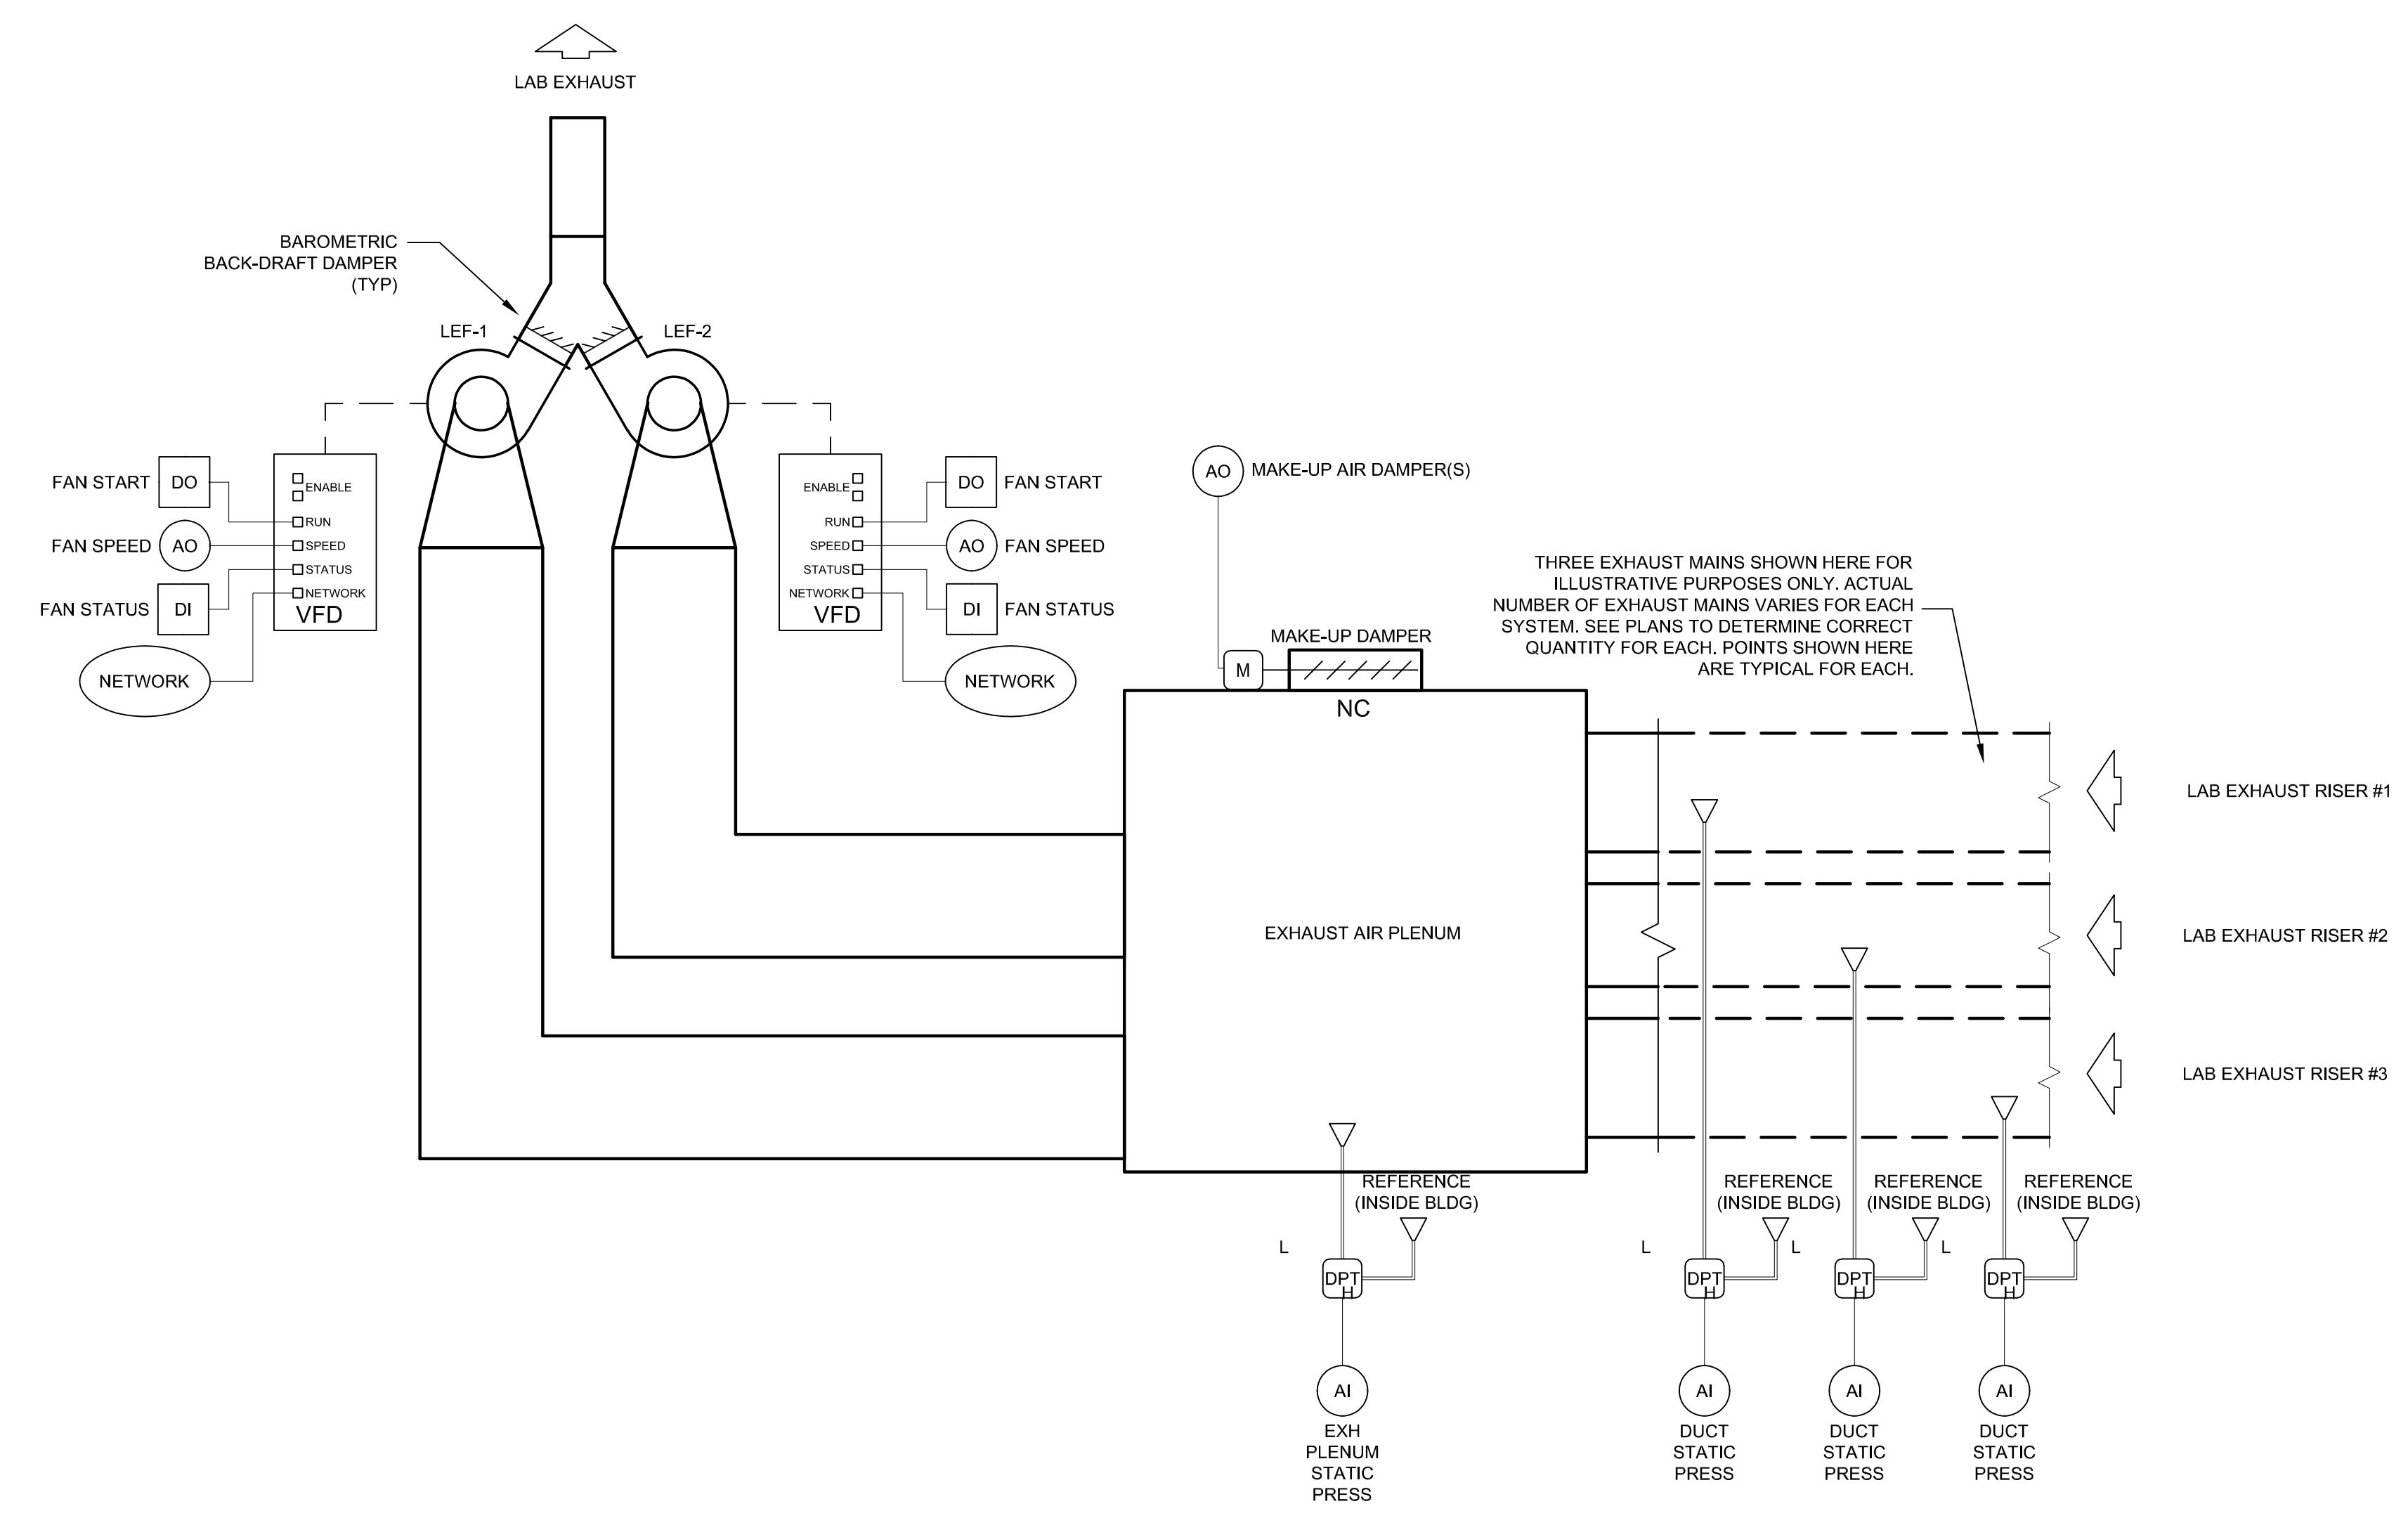 LAB EXHAUST
BAROMETRIC
BACK-DRAFT DAMPER
(TYP)
LEF-1
LEF-2
FAN START
DO
ENABLE
RUN
FAN SPEED
AO
SPEED
STATUS
FAN STATUS
DI
NETWORK
VFD
NETWORK
ENABLE
DO
FAN START
RUN
SPEED
AO
FAN SPEED
STATUS
NETWORK
DI
FAN STATUS
VFD
NETWORK
AO
MAKE-UP AIR DAMPER(S)
MAKE-UP DAMPER
M
NC
THREE EXHAUST MAINS SHOWN HERE FOR
ILLUSTRATIVE PURPOSES ONLY. ACTUAL
NUMBER OF EXHAUST MAINS VARIES FOR EACH
SYSTEM. SEE PLANS TO DETERMINE CORRECT
QUANTITY FOR EACH. POINTS SHOWN HERE
ARE TYPICAL FOR EACH.
LAB EXHAUST RISER #1
EXHAUST AIR PLENUM
LAB EXHAUST RISER #2
LAB EXHAUST RISER #3
REFERENCE
(INSIDE BLDG)
L
DPT
H
AI
EXH
PLENUM
STATIC
PRESS
REFERENCE
(INSIDE BLDG)
L
DPT
H
AI
DUCT
STATIC
PRESS
REFERENCE
(INSIDE BLDG)
L
DPT
H
AI
DUCT
STATIC
PRESS
REFERENCE
(INSIDE BLDG)
L
DPT
H
AI
DUCT
STATIC
PRESS